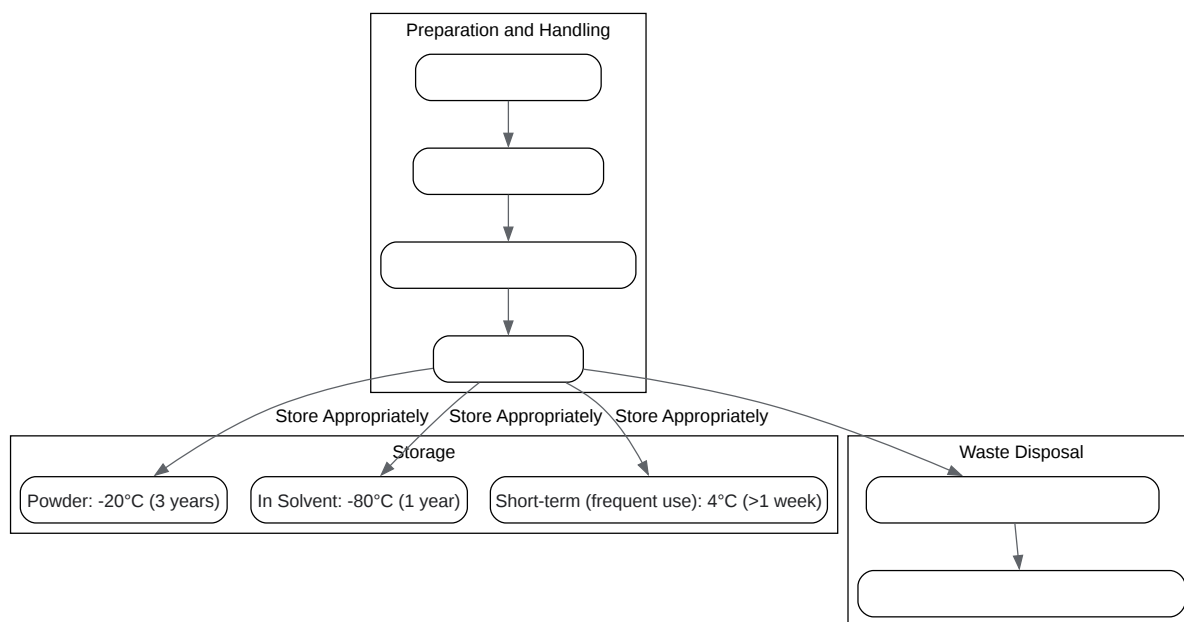 Preparation and Handling
Store Appropriately
Store Appropriately
Store Appropriately
Storage
Waste Disposal
Powder: -20°C (3 years)
In Solvent: -80°C (1 year)
Short-term (frequent use): 4°C (>1 week)